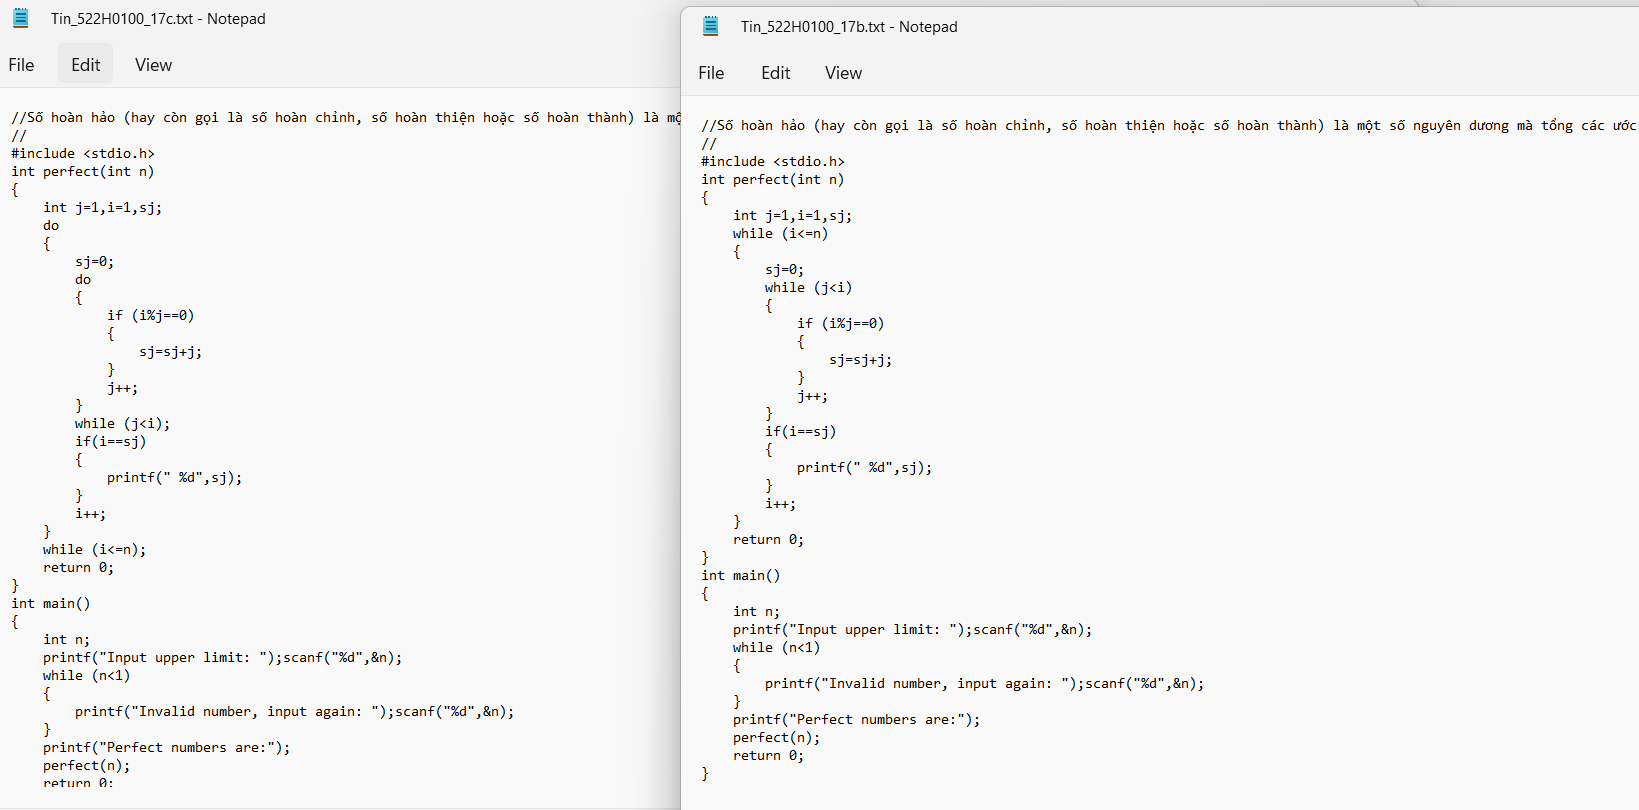 Tin_522H0100_17c.txt - Notepad
File Edit View
//Số hoàn hảo (hay còn gọi là số hoàn chỉnh, số hoàn thiện hoặc số hoàn thành) là
//
#include <stdio.h>
int perfect(int n)
{
    int j=1,i=1,sj;
    do
    {
        sj=0;
        do
        {
            if (i%j==0)
            {
                sj=sj+j;
            }
            j++;
        }
        while (j<i);
        if(i==sj)
        {
            printf(" %d",sj);
        }
        i++;
    }
    while (i<=n);
    return 0;
}
int main()
{
    int n;
    printf("Input upper limit: ");scanf("%d",&n);
    while (n<1)
    {
        printf("Invalid number, input again: ");scanf("%d",&n);
    }
    printf("Perfect numbers are:");
    perfect(n);
    return 0;
Tin_522H0100_17b.txt - Notepad
File Edit View
//Số hoàn hảo (hay còn gọi là số hoàn chỉnh, số hoàn thiện hoặc số hoàn thành) là một số nguyên dương mà tổng các ước
//
#include <stdio.h>
int perfect(int n)
{
    int j=1,i=1,sj;
    while (i<=n)
    {
        sj=0;
        while (j<i)
        {
            if (i%j==0)
            {
                sj=sj+j;
            }
            j++;
        }
        if(i==sj)
        {
            printf(" %d",sj);
        }
        i++;
    }
    return 0;
}
int main()
{
    int n;
    printf("Input upper limit: ");scanf("%d",&n);
    while (n<1)
    {
        printf("Invalid number, input again: ");scanf("%d",&n);
    }
    printf("Perfect numbers are:");
    perfect(n);
    return 0;
}